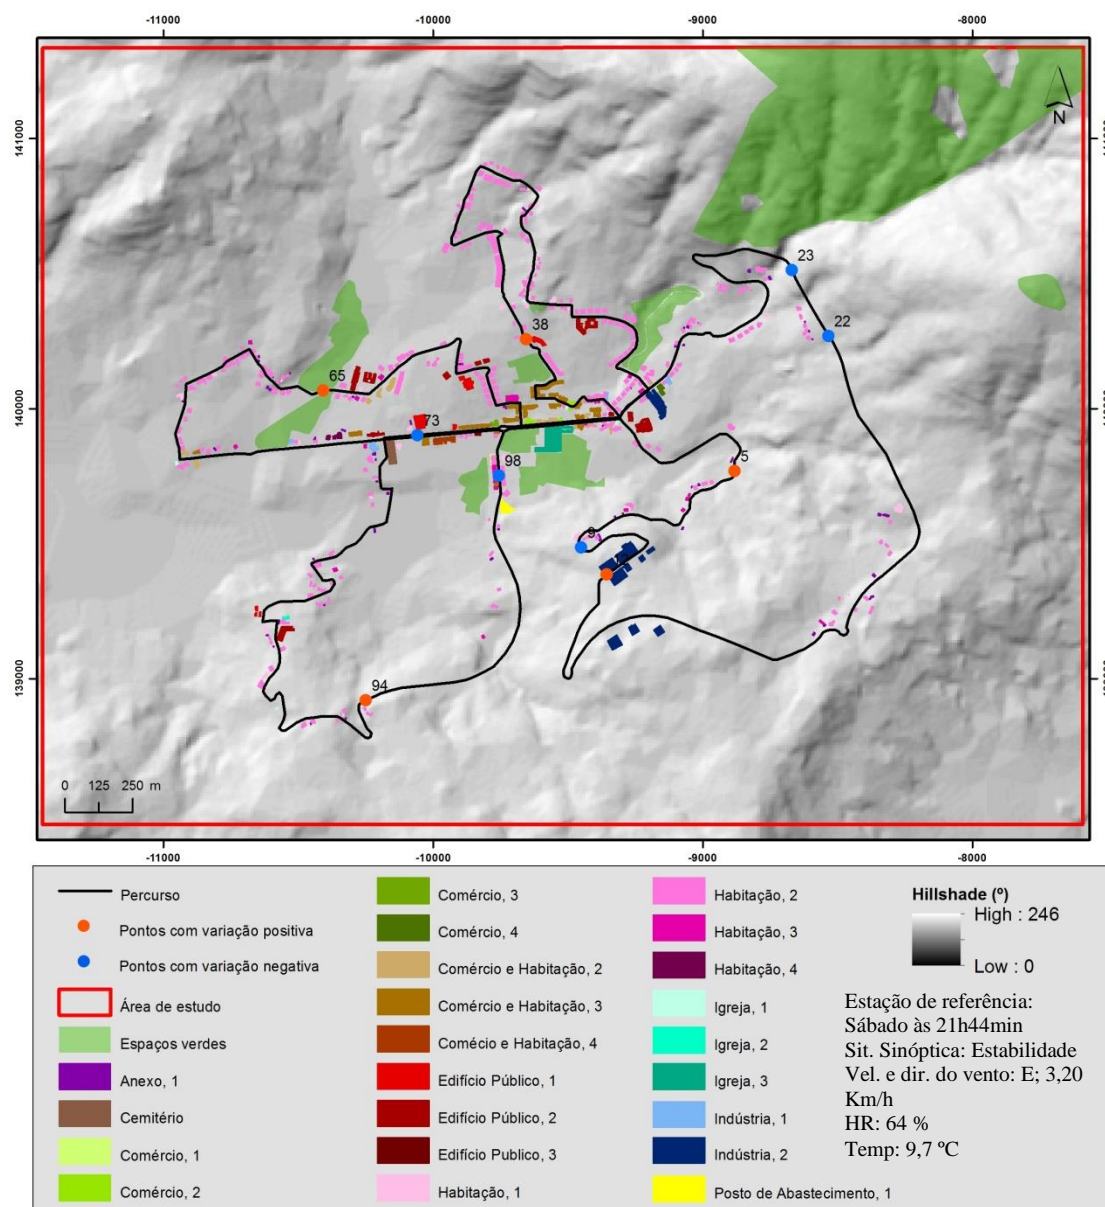 -11000 -10000 -9000 -8000
141000
N
23
22
38
65
140000
73
98
5
9
139000
94
0 125 250 m
-11000 -10000 -9000 -8000
Percurso
Pontos com variação positiva
Pontos com variação negativa
Área de estudo
Espaços verdes
Anexo, 1
Cemitério
Comércio, 1
Comércio, 2
Comércio, 3
Comércio, 4
Comércio e Habitação, 2
Comércio e Habitação, 3
Comécio e Habitação, 4
Edifício Público, 1
Edifício Público, 2
Edifício Publico, 3
Habitação, 1
Habitação, 2
Habitação, 3
Habitação, 4
Igreja, 1
Igreja, 2
Igreja, 3
Indústria, 1
Indústria, 2
Posto de Abastecimento, 1
Hillshade (º)
High : 246
Low : 0
Estação de referência:
Sábado às 21h44min
Sit. Sinóptica: Estabilidade
Vel. e dir. do vento: E; 3,20
Km/h
HR: 64 %
Temp: 9,7 ºC